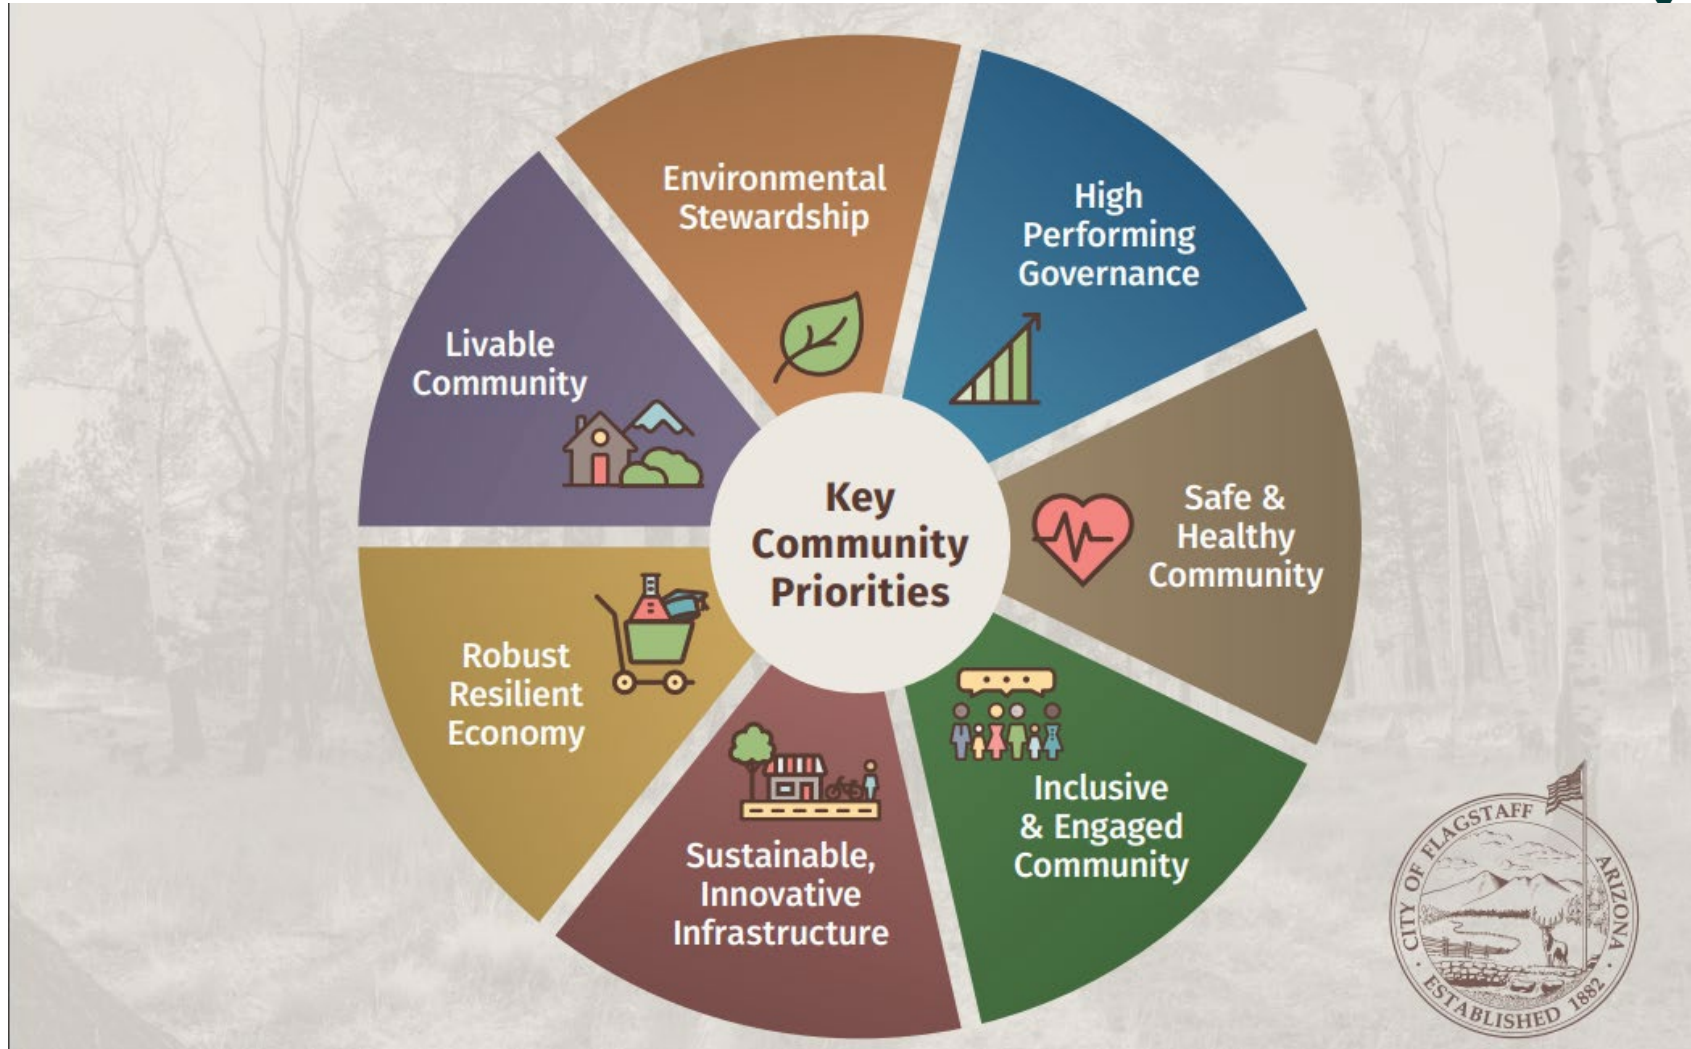 Environmental
Stewardship
High
Performing
Governance
Safe &
Healthy
Community
Inclusive
& Engaged
Community
Sustainable,
Innovative
Infrastructure
Robust
Resilient
Economy
Livable
Community
Key
Community
Priorities
CITY OF FLAGSTAFF ARIZONA
· ESTABLISHED 1882 ·